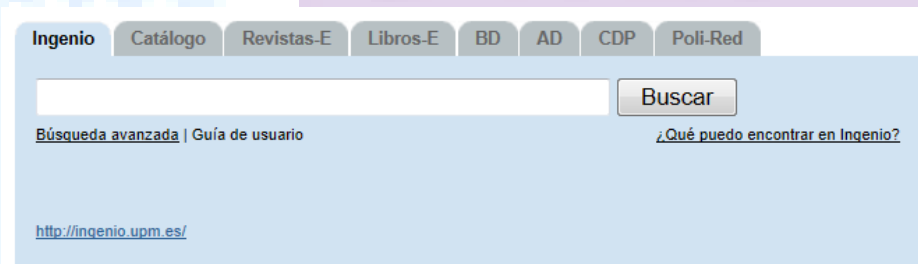 Ingenio Catálogo Revistas-E Libros-E BD AD CDP Poli-Red
Buscar
Búsqueda avanzada | Guía de usuario ¿Qué puedo encontrar en Ingenio?
http://ingenio.upm.es/